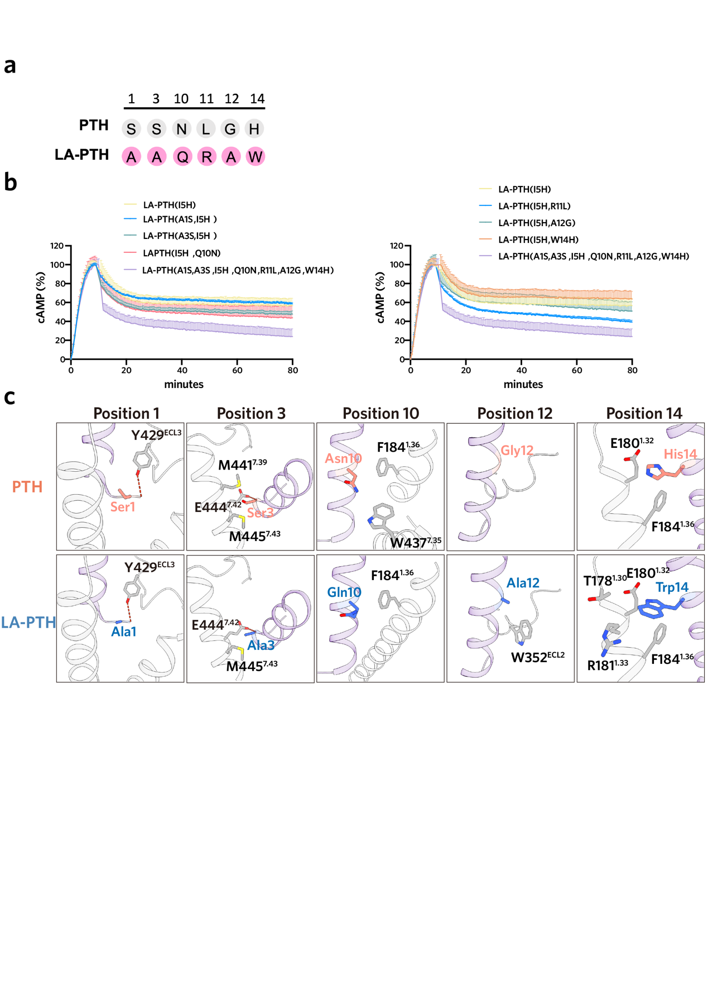 a
1 3 10 11 12 14
PTH S S N L G H
LA-PTH A A Q R A W
b
LA-PTH(I5H)
LA-PTH(A1S,I5H )
LA-PTH(A3S,I5H )
LAPTH(I5H ,Q10N)
LA-PTH(A1S,A3S ,I5H ,Q10N,R11L,A12G,W14H)
cAMP (%)
120
100
80
60
40
20
0
0 20 40 60 80
minutes
LA-PTH(I5H)
LA-PTH(I5H,R11L)
LA-PTH(I5H,A12G)
LA-PTH(I5H,W14H)
LA-PTH(A1S,A3S ,I5H ,Q10N,R11L,A12G,W14H)
cAMP (%)
120
100
80
60
40
20
0
0 20 40 60 80
minutes
c
Position 1 Position 3 Position 10 Position 12 Position 14
PTH
Y429ECL3
Ser1
M4417.39
E4447.42
Ser3
M4457.43
Asn10
F1841.36
W4377.35
Gly12
E1801.32
His14
F1841.36
LA-PTH
Y429ECL3
Ala1
E4447.42
Ala3
M4457.43
F1841.36
Gln10
Ala12
W352ECL2
T1781.30
E1801.32
Trp14
R1811.33
F1841.36